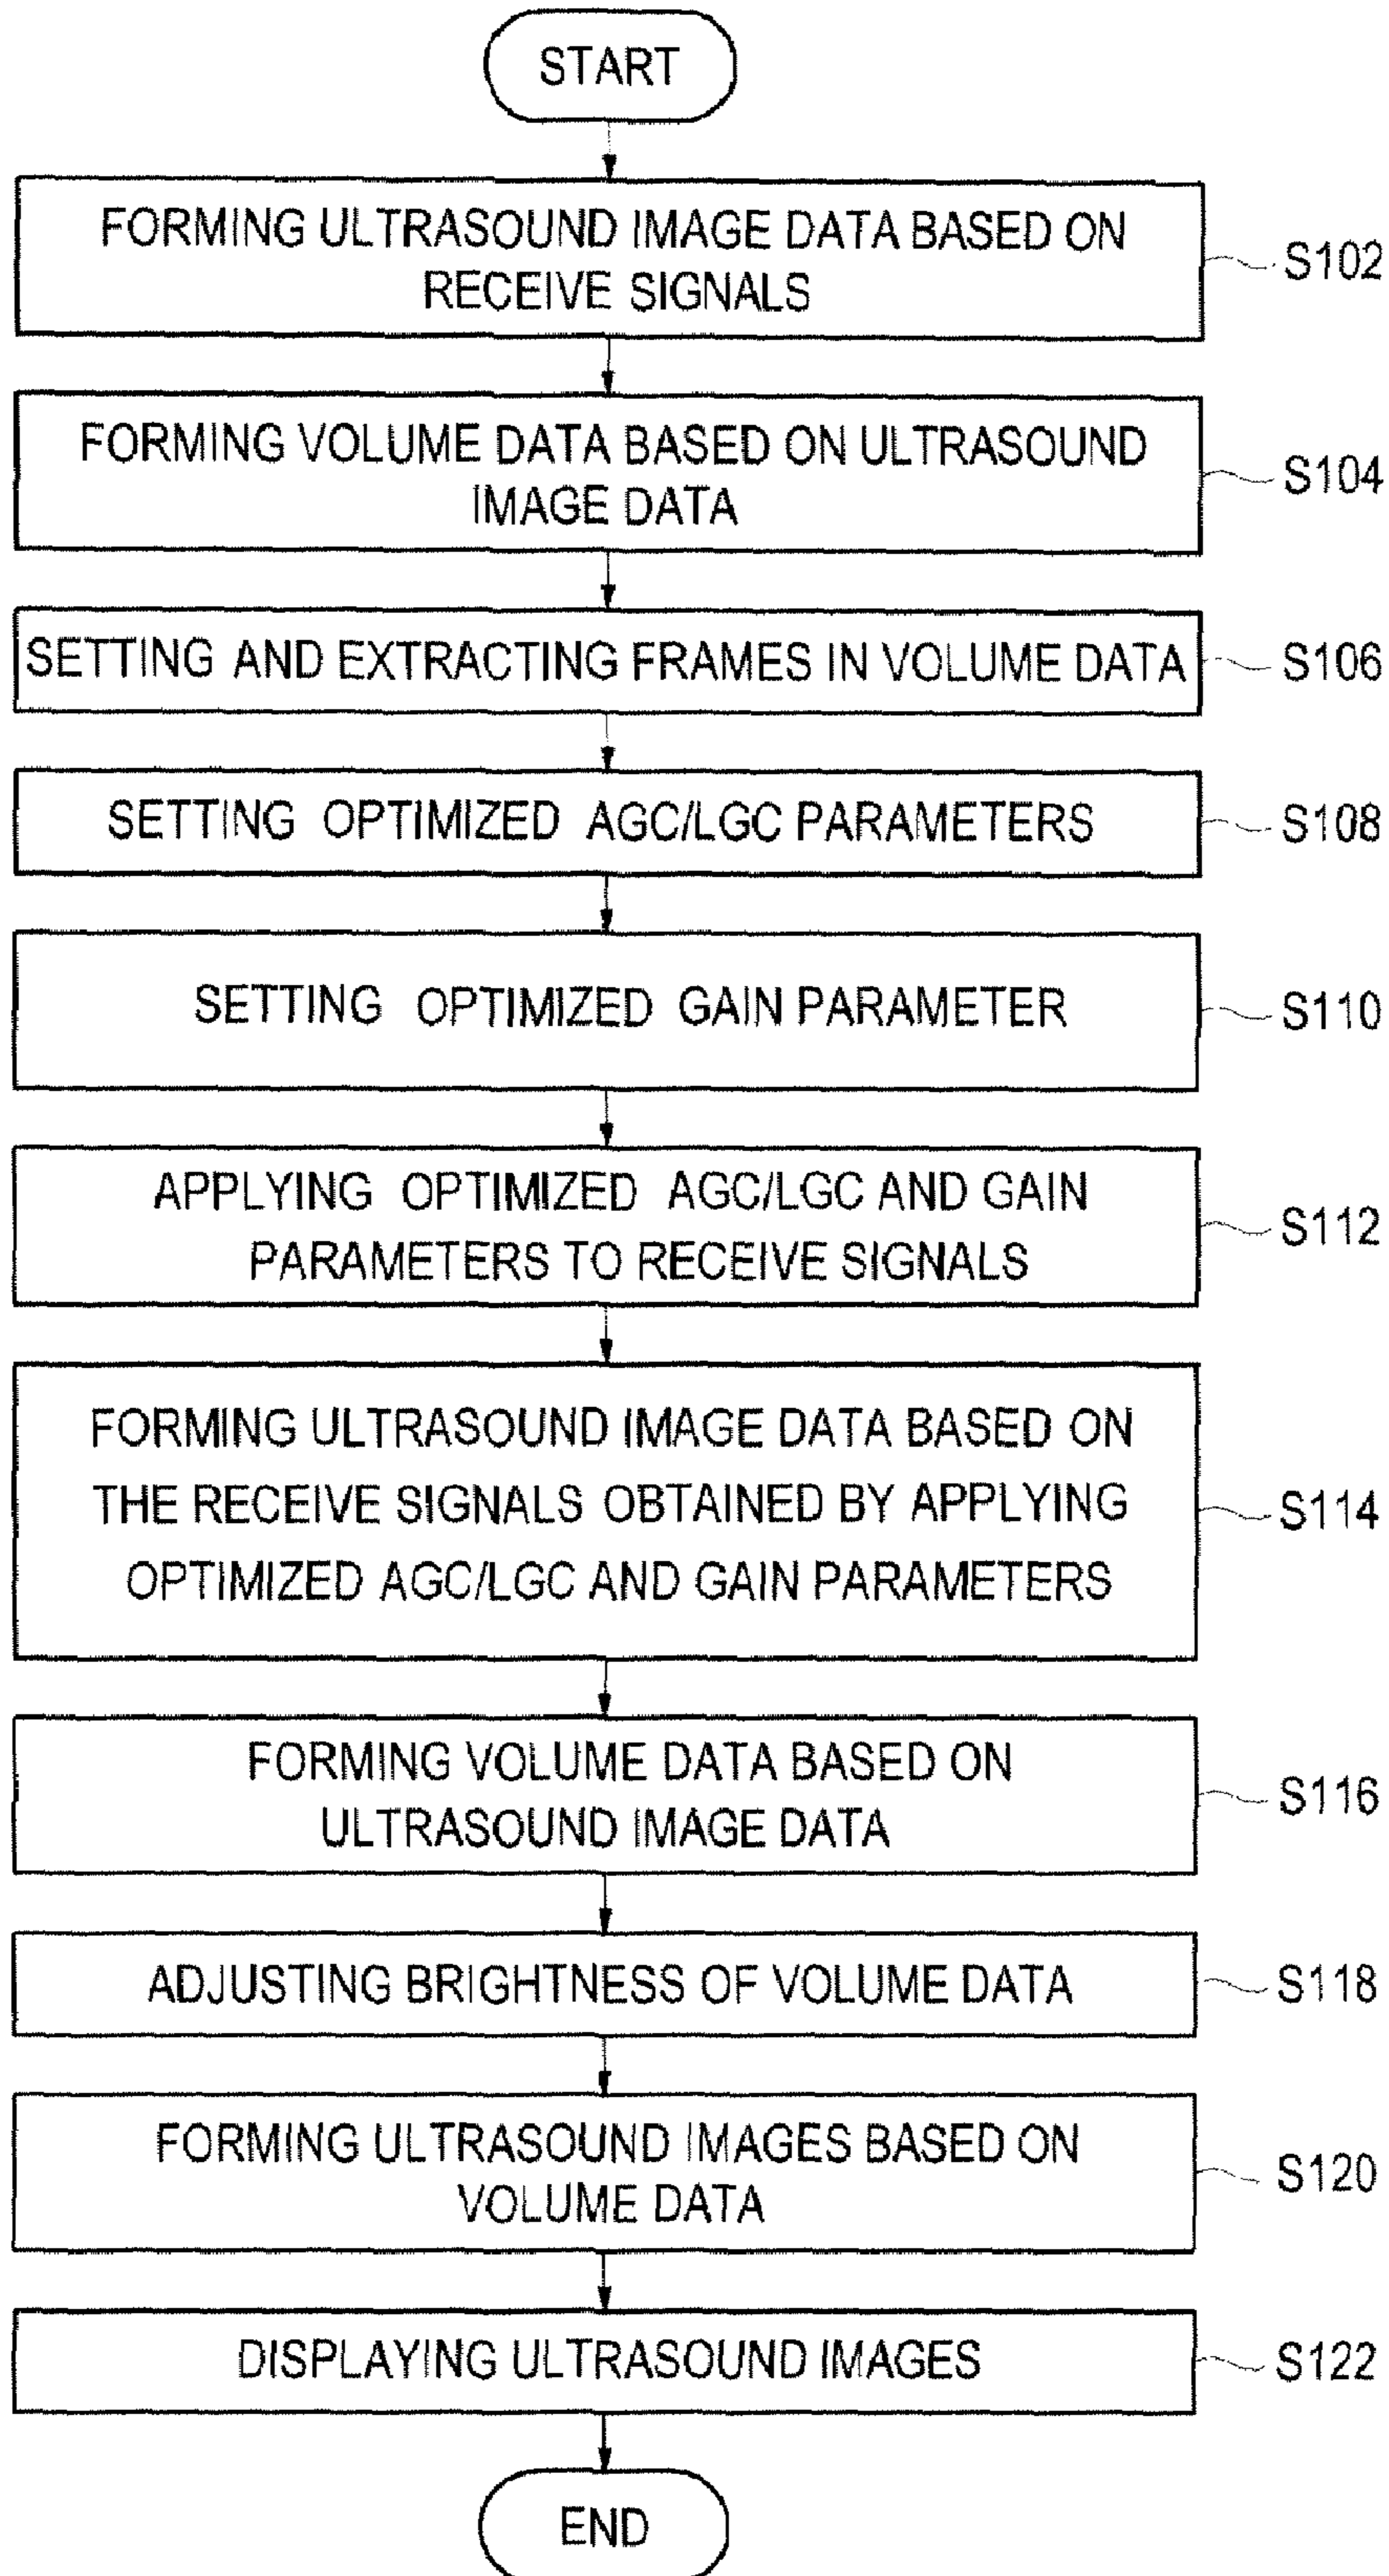 START
FORMING ULTRASOUND IMAGE DATA BASED ON
RECEIVE SIGNALS
S102
FORMING VOLUME DATA BASED ON ULTRASOUND
IMAGE DATA
S104
SETTING AND EXTRACTING FRAMES IN VOLUME DATA
S106
SETTING OPTIMIZED AGC/LGC PARAMETERS
S108
SETTING OPTIMIZED GAIN PARAMETER
S110
APPLYING OPTIMIZED AGC/LGC AND GAIN
PARAMETERS TO RECEIVE SIGNALS
S112
FORMING ULTRASOUND IMAGE DATA BASED ON
THE RECEIVE SIGNALS OBTAINED BY APPLYING
OPTIMIZED AGC/LGC AND GAIN PARAMETERS
S114
FORMING VOLUME DATA BASED ON
ULTRASOUND IMAGE DATA
S116
ADJUSTING BRIGHTNESS OF VOLUME DATA
S118
FORMING ULTRASOUND IMAGES BASED ON
VOLUME DATA
S120
DISPLAYING ULTRASOUND IMAGES
S122
END